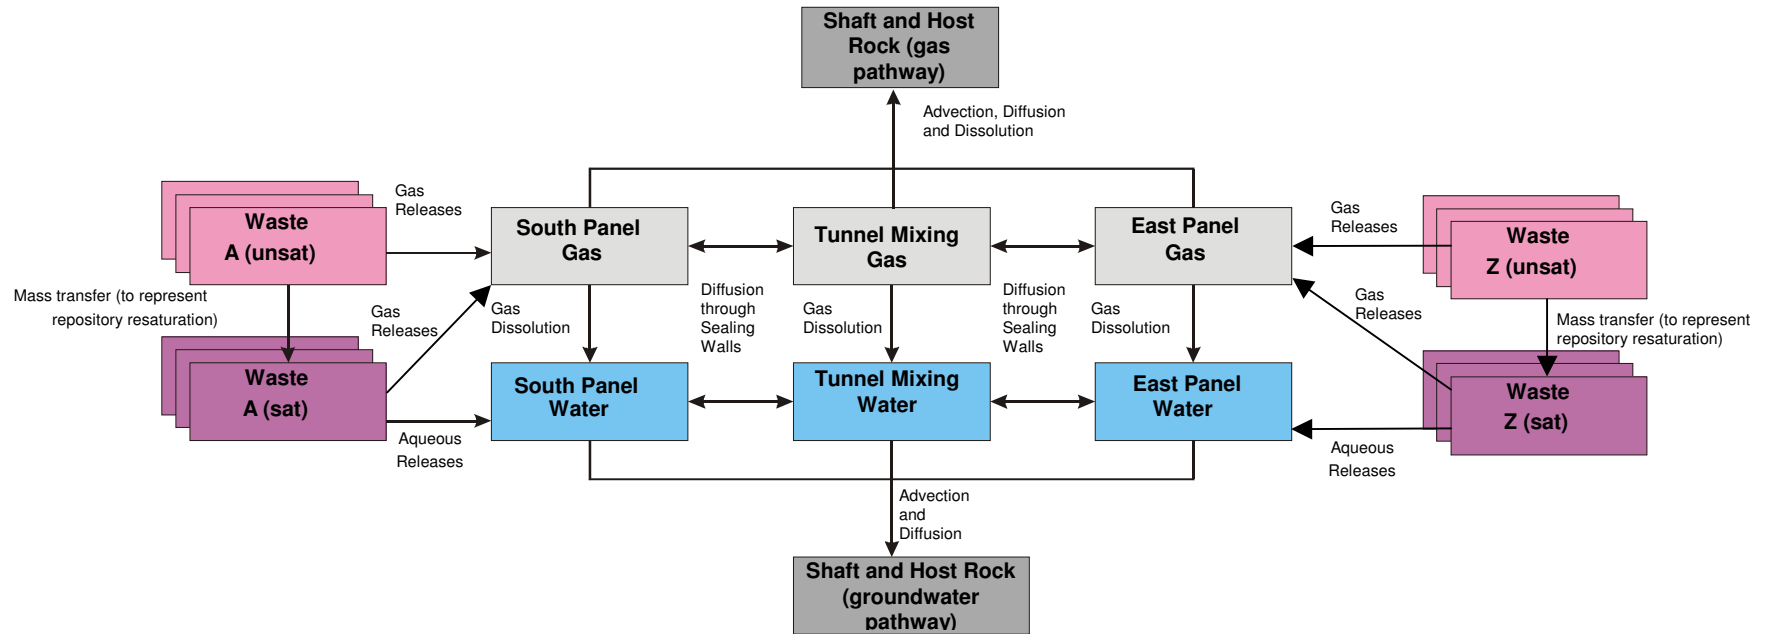 Shaft and Host
Rock (gas
pathway)
Advection, Diffusion
and Dissolution
Waste
A (unsat)
Gas
Releases
South Panel
Gas
Tunnel Mixing
Gas
East Panel
Gas
Gas
Releases
Waste
Z (unsat)
Mass transfer (to represent
repository resaturation)
Gas
Releases
Gas
Dissolution
Diffusion
through
Sealing
Walls
Gas
Dissolution
Diffusion
through
Sealing
Walls
Gas
Dissolution
Gas
Releases
Mass transfer (to represent
repository resaturation)
Waste
A (sat)
South Panel
Water
Tunnel Mixing
Water
East Panel
Water
Waste
Z (sat)
Aqueous
Releases
Aqueous
Releases
Advection
and
Diffusion
Shaft and Host Rock
(groundwater
pathway)